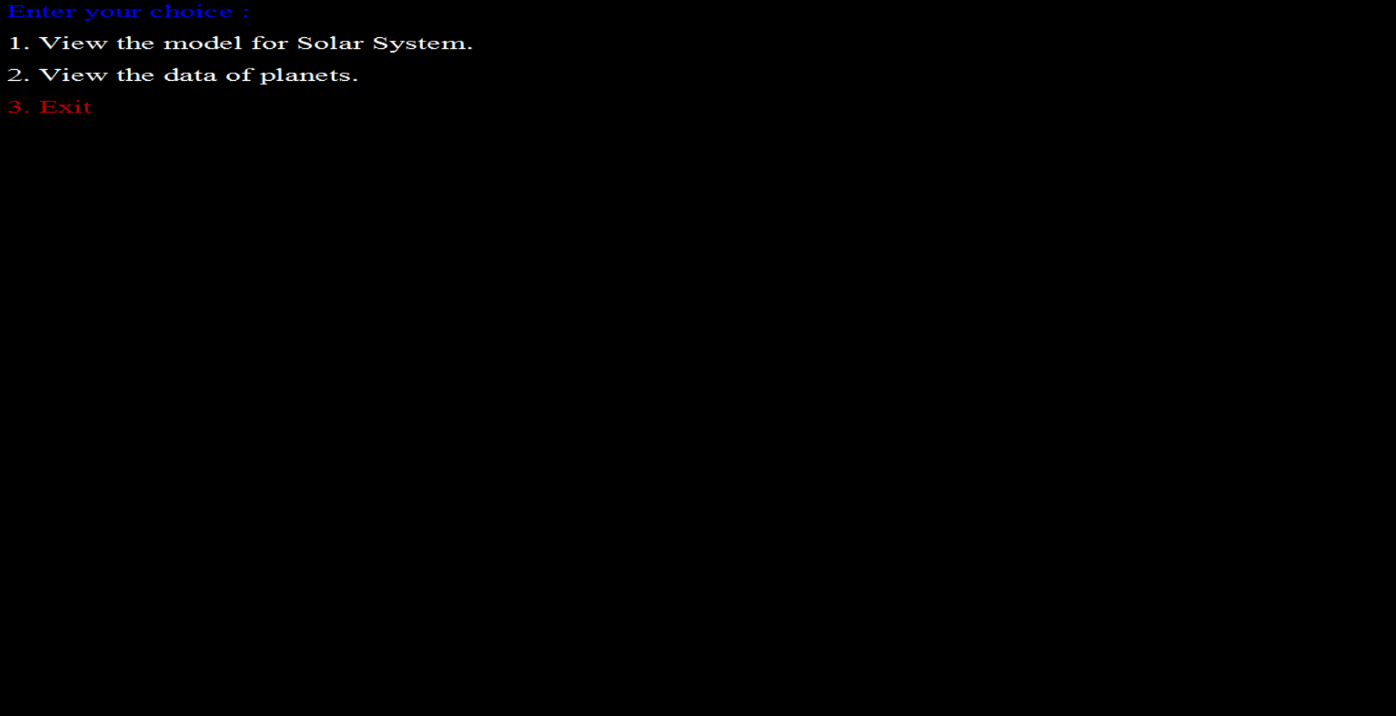 Enter your choice :
1. View the model for Solar System.
2. View the data of planets.
3. Exit